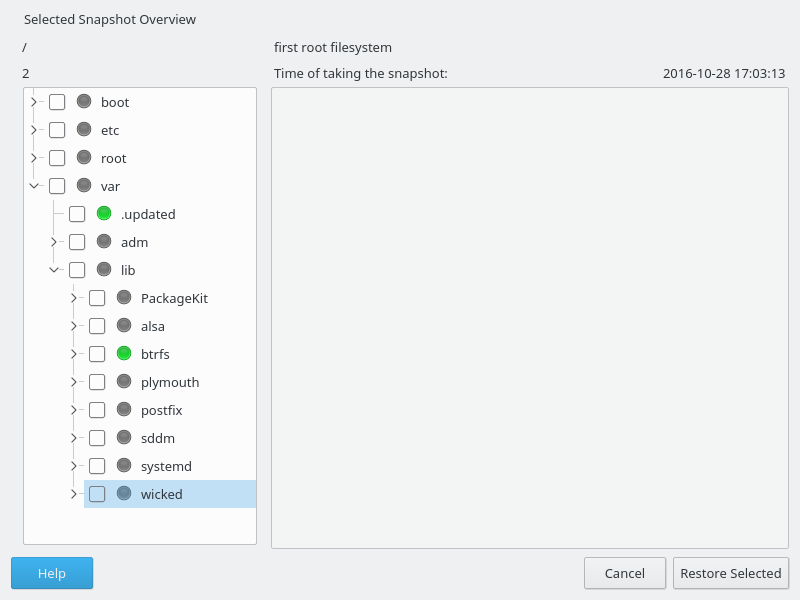 Selected Snapshot Overview
/ first root filesystem
2 Time of taking the snapshot: 2016-10-28 17:03:13
boot
etc
root
var
.updated
adm
lib
PackageKit
alsa
btrfs
plymouth
postfix
sddm
systemd
wicked
Help Cancel Restore Selected